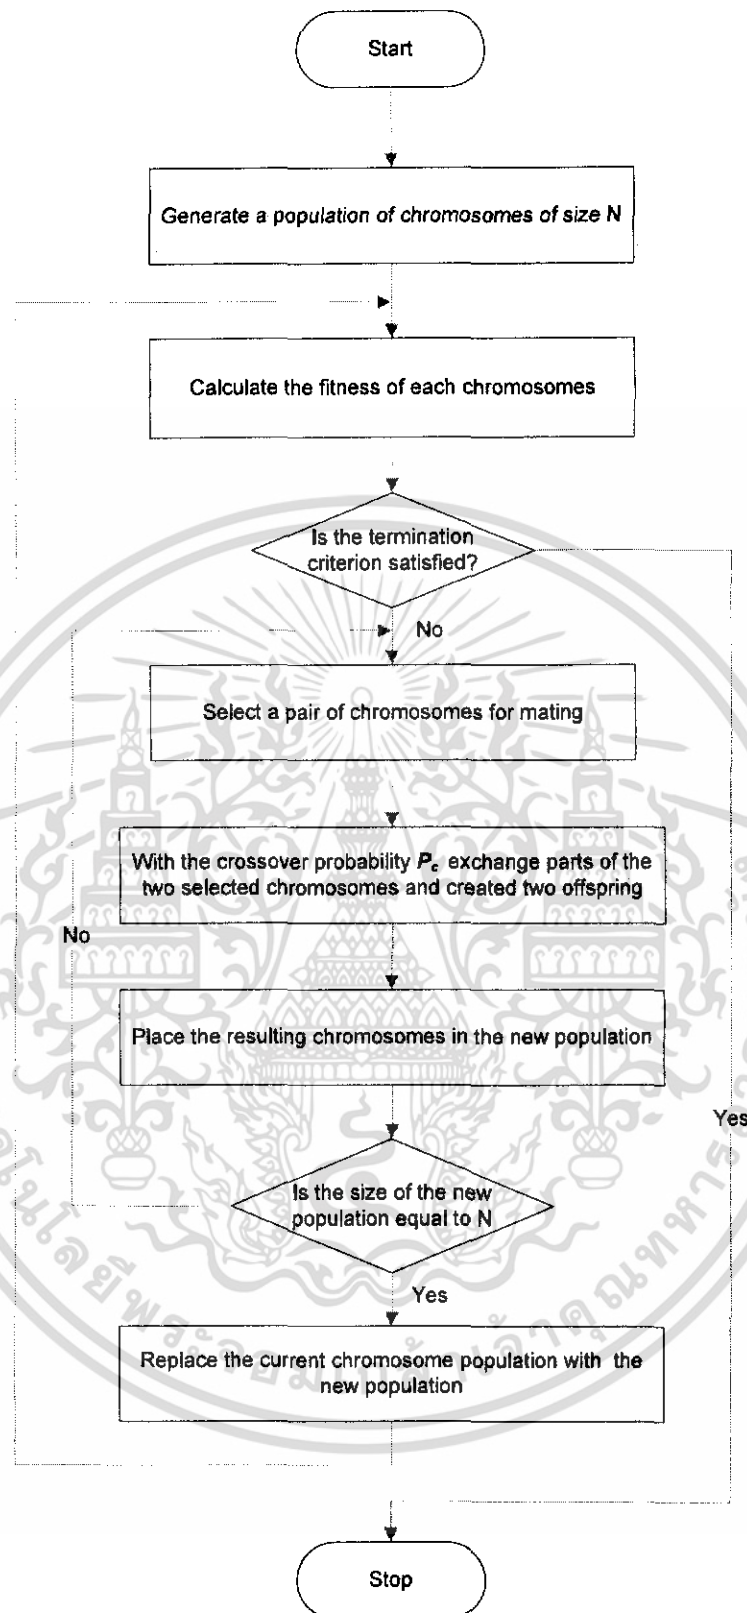 Start
Generate a population of chromosomes of size N
Calculate the fitness of each chromosomes
Is the termination
criterion satisfied?
No
Select a pair of chromosomes for mating
With the crossover probability P_c exchange parts of the
two selected chromosomes and created two offspring
No
Place the resulting chromosomes in the new population
Yes
Is the size of the new
population equal to N
Yes
Replace the current chromosome population with the
new population
Stop